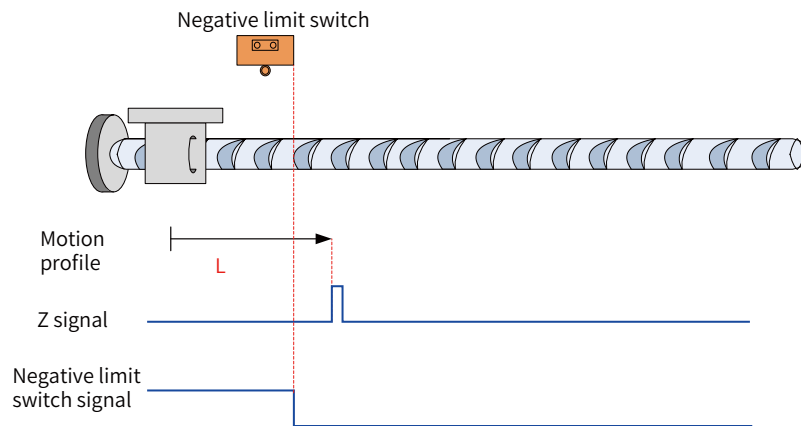 Negative limit switch
Motion
profile
L
Z signal
Negative limit
switch signal